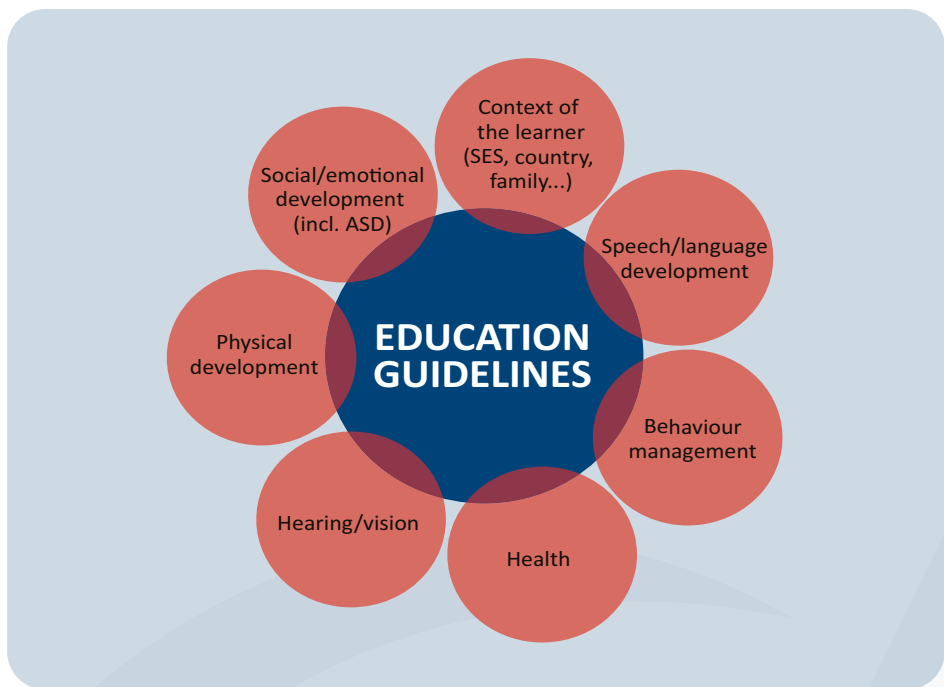 Context of
the learner
(SES, country,
family...)
Social/emotional
development
(incl. ASD)
Speech/language
development
Physical
development
EDUCATION
GUIDELINES
Behaviour
management
Hearing/vision
Health